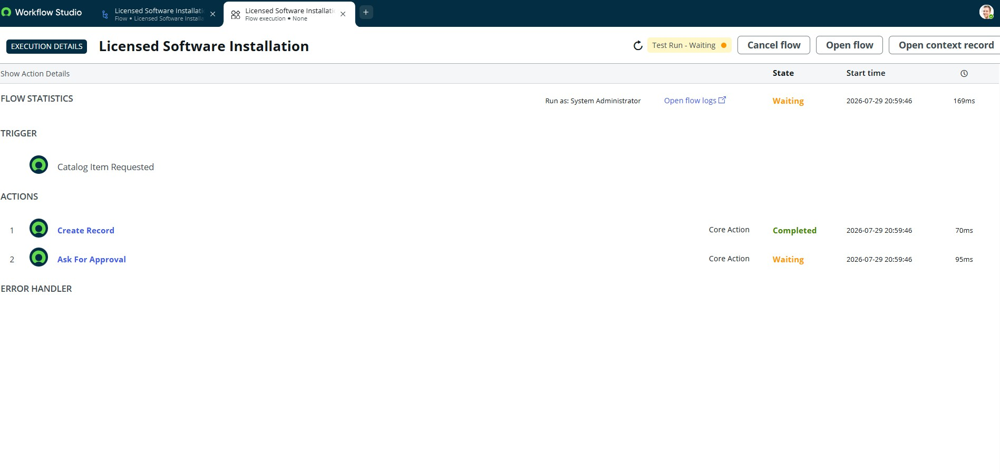 Workflow Studio
Licensed Software Installati
Flow • Licensed Software Installa
Licensed Software Installati
Flow execution • None
EXECUTION DETAILS
Licensed Software Installation
Test Run - Waiting
Cancel flow
Open flow
Open context record
Show Action Details
State
Start time
FLOW STATISTICS
Run as: System Administrator
Open flow logs
Waiting
2026-07-29 20:59:46
169ms
TRIGGER
Catalog Item Requested
ACTIONS
1 Create Record Core Action Completed 2026-07-29 20:59:46 70ms
2 Ask For Approval Core Action Waiting 2026-07-29 20:59:46 95ms
ERROR HANDLER